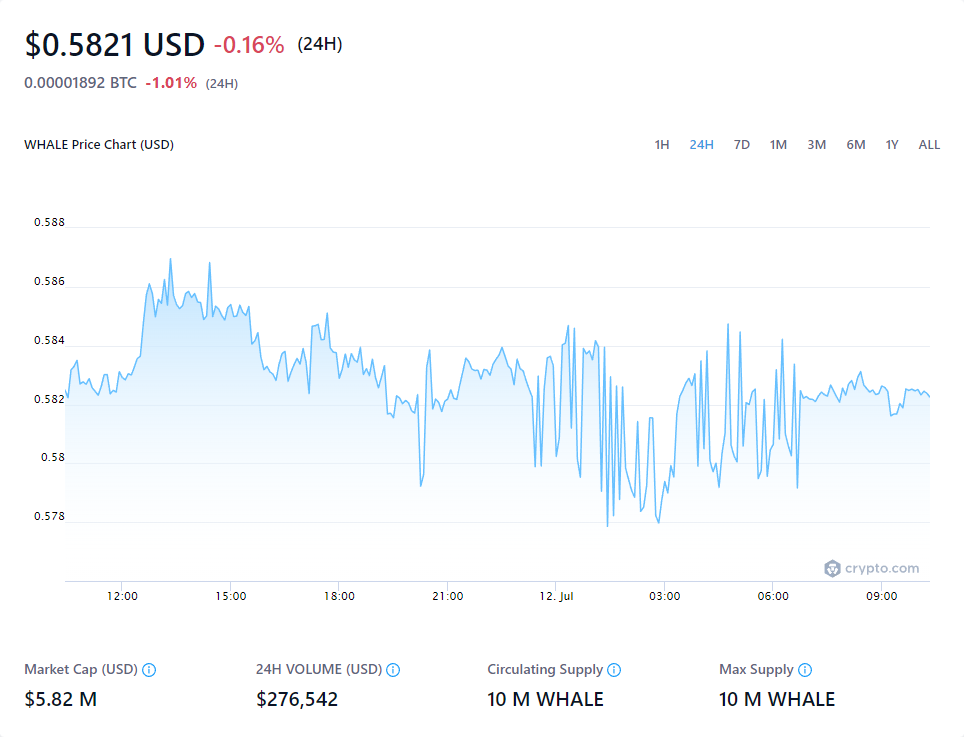 $0.5821 USD -0.16% (24H)
0.00001892 BTC -1.01% (24H)
WHALE Price Chart (USD) 1H 24H 7D 1M 3M 6M 1Y ALL
0.588
0.586
0.584
0.582
0.58
0.578
crypto.com
12:00 15:00 18:00 21:00 12. Jul 03:00 06:00 09:00
Market Cap (USD) 24H VOLUME (USD) Circulating Supply Max Supply
$5.82 M $276,542 10 M WHALE 10 M WHALE